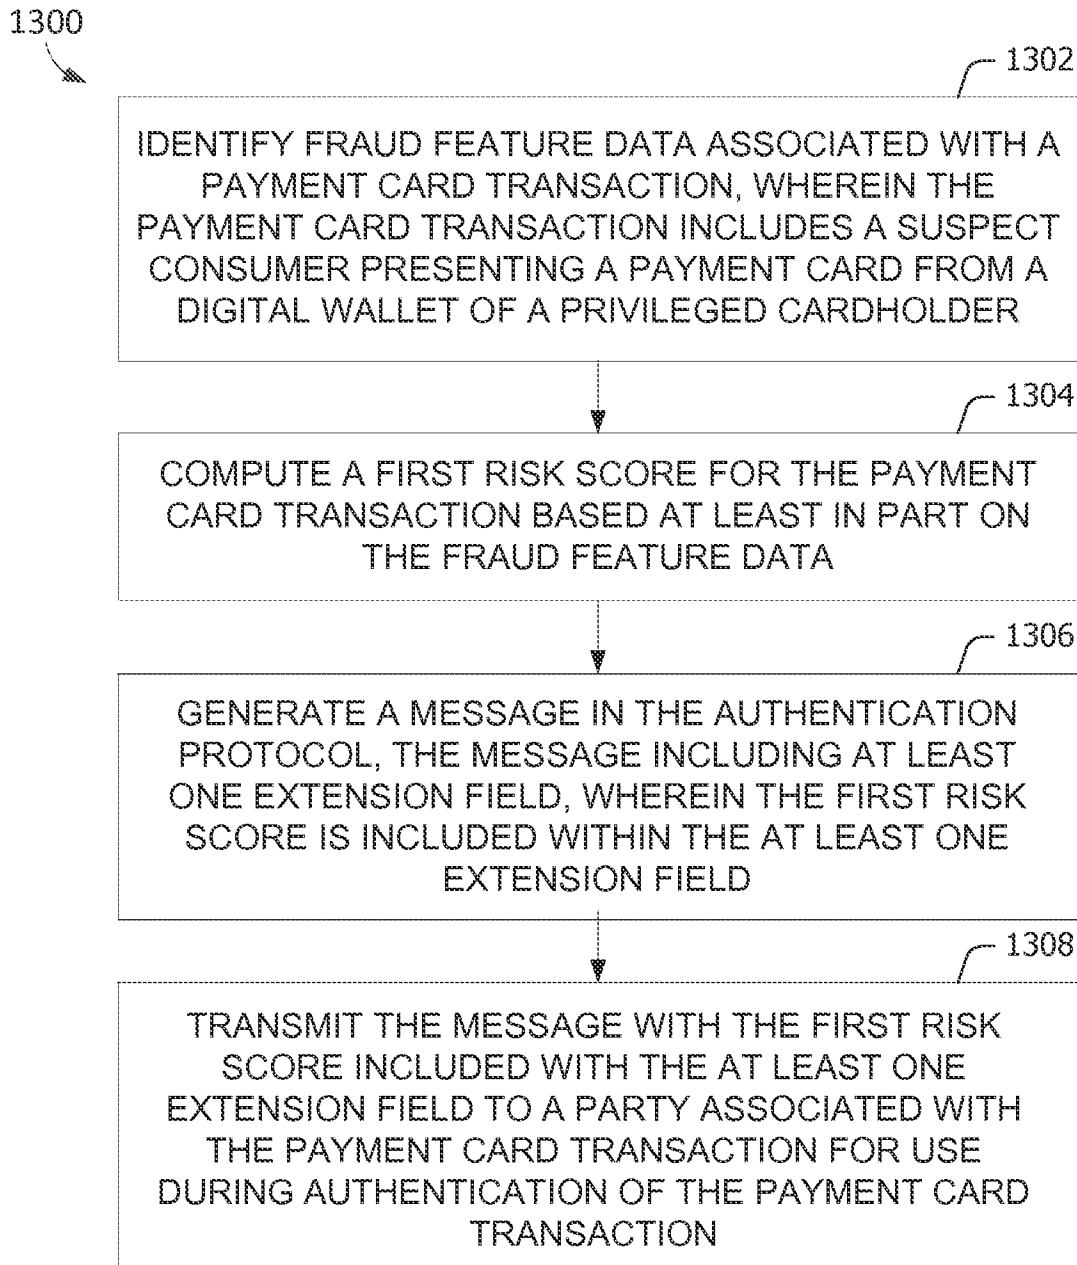 1300
1302
IDENTIFY FRAUD FEATURE DATA ASSOCIATED WITH A
PAYMENT CARD TRANSACTION, WHEREIN THE
PAYMENT CARD TRANSACTION INCLUDES A SUSPECT
CONSUMER PRESENTING A PAYMENT CARD FROM A
DIGITAL WALLET OF A PRIVILEGED CARDHOLDER
1304
COMPUTE A FIRST RISK SCORE FOR THE PAYMENT
CARD TRANSACTION BASED AT LEAST IN PART ON
THE FRAUD FEATURE DATA
1306
GENERATE A MESSAGE IN THE AUTHENTICATION
PROTOCOL, THE MESSAGE INCLUDING AT LEAST
ONE EXTENSION FIELD, WHEREIN THE FIRST RISK
SCORE IS INCLUDED WITHIN THE AT LEAST ONE
EXTENSION FIELD
1308
TRANSMIT THE MESSAGE WITH THE FIRST RISK
SCORE INCLUDED WITH THE AT LEAST ONE
EXTENSION FIELD TO A PARTY ASSOCIATED WITH
THE PAYMENT CARD TRANSACTION FOR USE
DURING AUTHENTICATION OF THE PAYMENT CARD
TRANSACTION